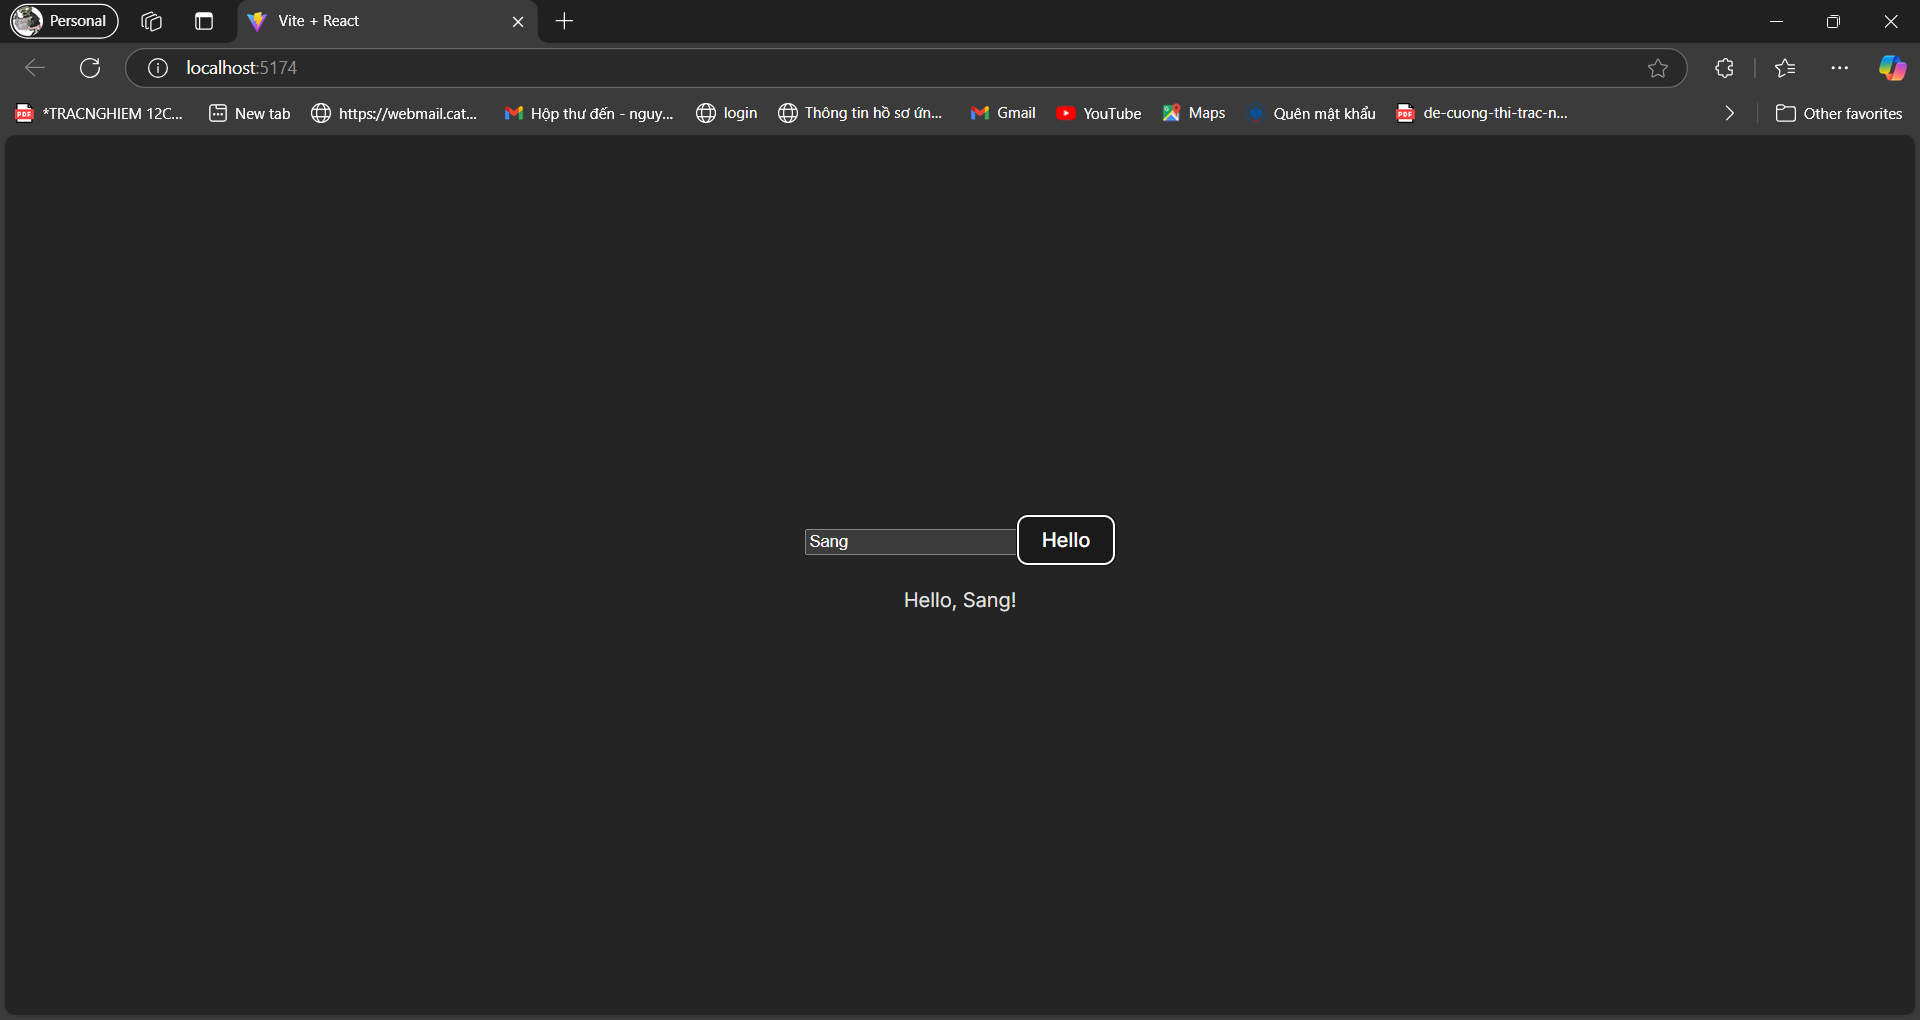 Personal
Vite + React
localhost:5174
*TRACNGHIEM 12C...
New tab
https://webmail.cat...
Hộp thư đến - nguy...
login
Thông tin hồ sơ ứn...
Gmail
YouTube
Maps
Quên mật khẩu
de-cuong-thi-trac-n...
Other favorites
Sang
Hello
Hello, Sang!